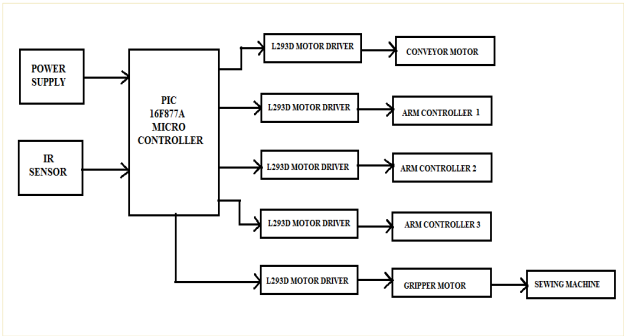 POWER
SUPPLY
IR
SENSOR
PIC
16F877A
MICRO
CONTROLLER
L293D MOTOR DRIVER
CONVEYOR MOTOR
L293D MOTOR DRIVER
ARM CONTROLLER 1
L293D MOTOR DRIVER
ARM CONTROLLER 2
L293D MOTOR DRIVER
ARM CONTROLLER 3
L293D MOTOR DRIVER
GRIPPER MOTOR
SEWING MACHINE